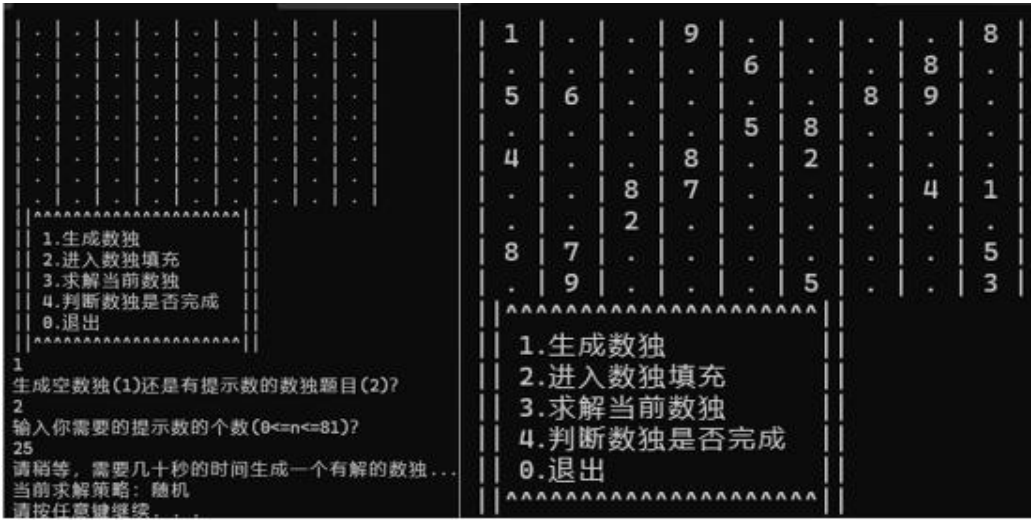 | . | . | . | . | . | . | . | . | . |
| . | . | . | . | . | . | . | . | . |
| . | . | . | . | . | . | . | . | . |
| . | . | . | . | . | . | . | . | . |
| . | . | . | . | . | . | . | . | . |
| . | . | . | . | . | . | . | . | . |
| . | . | . | . | . | . | . | . | . |
| . | . | . | . | . | . | . | . | . |
| . | . | . | . | . | . | . | . | . |
||^^^^^^^^^^^^^^^^^^^^^||
|| 1.生成数独 ||
|| 2.进入数独填充 ||
|| 3.求解当前数独 ||
|| 4.判断数独是否完成 ||
|| 0.退出 ||
||^^^^^^^^^^^^^^^^^^^^^||
1
生成空数独(1)还是有提示数的数独题目(2)?
2
输入你需要的提示数的个数(0<=n<=81)?
25
请稍等，需要几十秒的时间生成一个有解的数独...
当前求解策略：随机
请按任意键继续. . .
| 1 | . | . | 9 | . | . | . | . | 8 |
| . | . | . | . | 6 | . | . | 8 | . |
| 5 | 6 | . | . | . | . | 8 | 9 | . |
| . | . | . | . | 5 | 8 | . | . | . |
| 4 | . | . | 8 | . | 2 | . | . | . |
| . | . | 8 | 7 | . | . | . | 4 | 1 |
| . | . | 2 | . | . | . | . | . | . |
| 8 | 7 | . | . | . | . | . | . | 5 |
| . | 9 | . | . | . | 5 | . | . | 3 |
||^^^^^^^^^^^^^^^^^^^^^||
|| 1.生成数独 ||
|| 2.进入数独填充 ||
|| 3.求解当前数独 ||
|| 4.判断数独是否完成 ||
|| 0.退出 ||
||^^^^^^^^^^^^^^^^^^^^^||